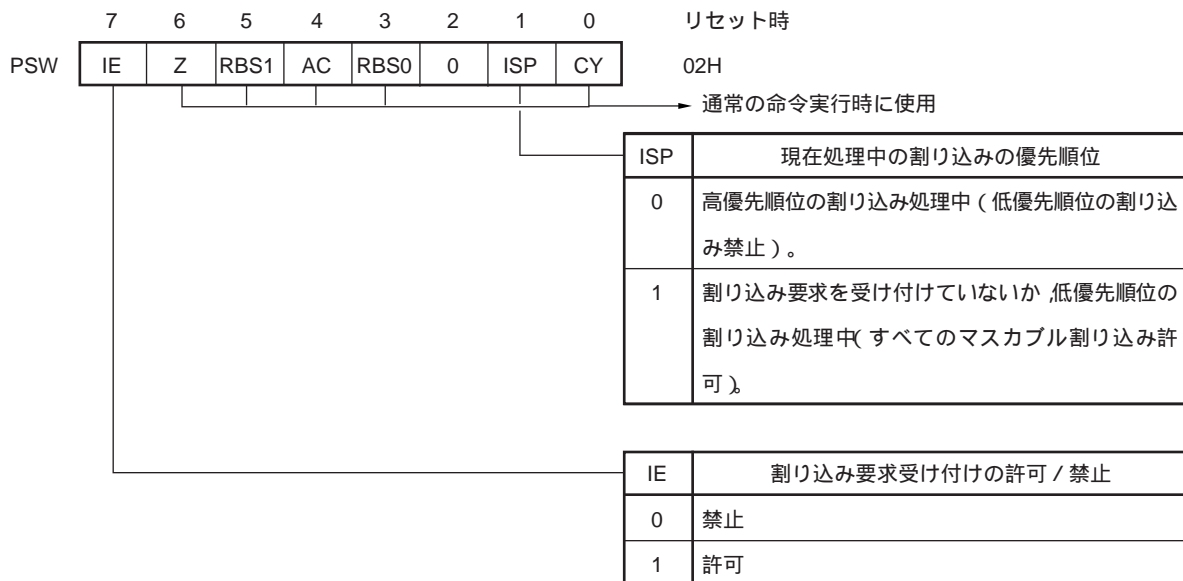 7 6 5 4 3 2 1 0 リセット時
PSW IE Z RBS1 AC RBS0 0 ISP CY 02H
通常の命令実行時に使用
ISP 現在処理中の割り込みの優先順位
0 高優先順位の割り込み処理中（低優先順位の割り込
み禁止）。
1 割り込み要求を受け付けていないか，低優先順位の
割り込み処理中（すべてのマスカブル割り込み許
可）。
IE 割り込み要求受け付けの許可／禁止
0 禁止
1 許可